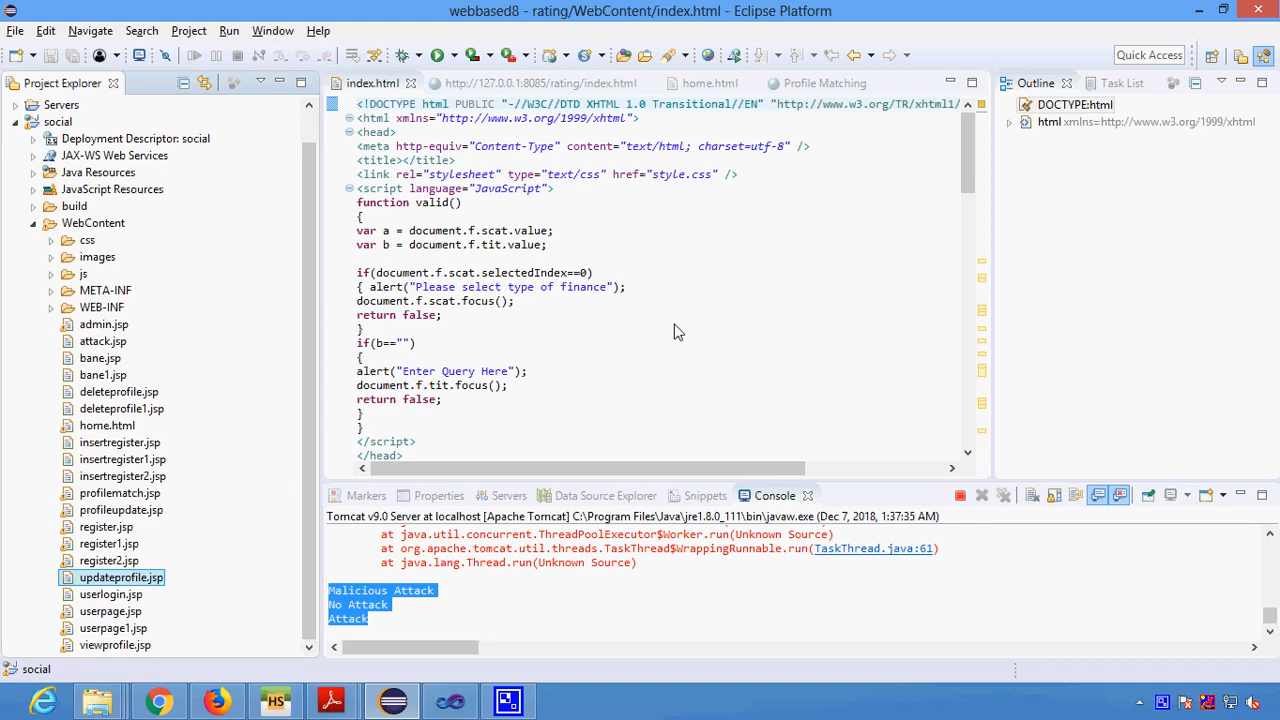 webbased8 - rating/WebContent/index.html - Eclipse Platform
File Edit Navigate Search Project Run Window Help
Quick Access
Project Explorer
Servers
social
Deployment Descriptor: social
JAX-WS Web Services
Java Resources
JavaScript Resources
build
WebContent
css
images
js
META-INF
WEB-INF
admin.jsp
attack.jsp
bane.jsp
bane1.jsp
deleteprofile.jsp
deleteprofile1.jsp
home.html
insertregister.jsp
insertregister1.jsp
insertregister2.jsp
profilematch.jsp
profileupdate.jsp
register.jsp
register1.jsp
register2.jsp
updateprofile.jsp
userlogin.jsp
userpage.jsp
userpage1.jsp
viewprofile.jsp
index.html http://127.0.0.1:8085/rating/index.html home.html Profile Matching
<!DOCTYPE html PUBLIC "-//W3C//DTD XHTML 1.0 Transitional//EN" "http://www.w3.org/TR/xhtml1/
<html xmlns="http://www.w3.org/1999/xhtml">
<head>
<meta http-equiv="Content-Type" content="text/html; charset=utf-8" />
<title></title>
<link rel="stylesheet" type="text/css" href="style.css" />
<script language="JavaScript">
function valid()
{
var a = document.f.scat.value;
var b = document.f.tit.value;
if(document.f.scat.selectedIndex==0)
{ alert("Please select type of finance");
document.f.scat.focus();
return false;
}
if(b=="")
{
alert("Enter Query Here");
document.f.tit.focus();
return false;
}
}
</script>
</head>
Outline Task List
DOCTYPE:html
html xmlns=http://www.w3.org/1999/xhtml
Markers Properties Servers Data Source Explorer Snippets Console
Tomcat v9.0 Server at localhost [Apache Tomcat] C:\Program Files\Java\jre1.8.0_111\bin\javaw.exe (Dec 7, 2018, 1:37:35 AM)
at java.util.concurrent.ThreadPoolExecutor$Worker.run(Unknown Source)
at org.apache.tomcat.util.threads.TaskThread$WrappingRunnable.run(TaskThread.java:61)
at java.lang.Thread.run(Unknown Source)
Malicious Attack
No Attack
Attack
social
HS